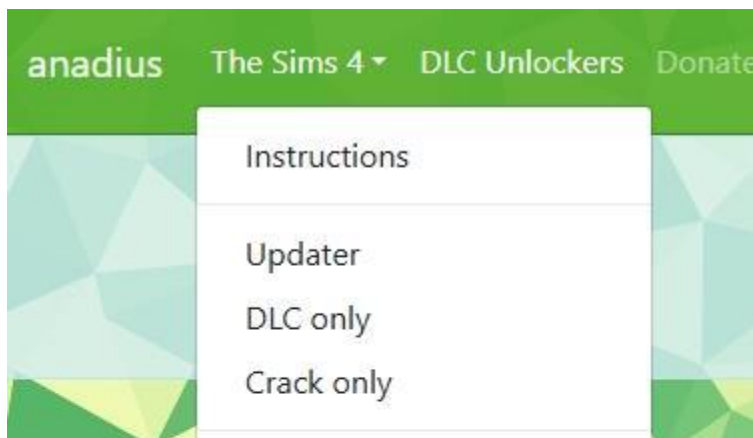 anadius The Sims 4 DLC Unlockers Donate
Instructions
Updater
DLC only
Crack only